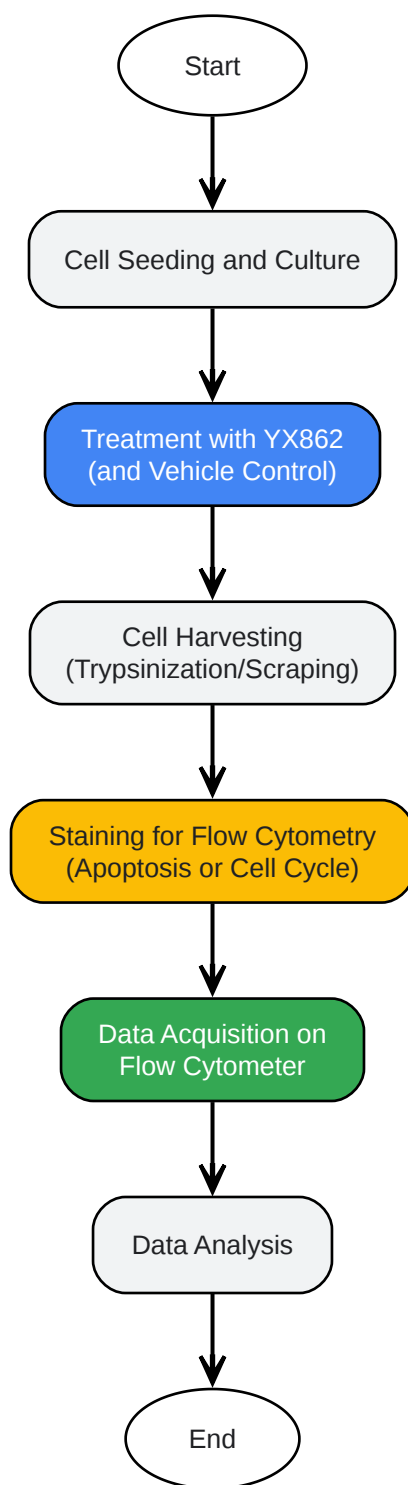 Start
Cell Seeding and Culture
Treatment with YX862
(and Vehicle Control)
Cell Harvesting
(Trypsinization/Scraping)
Staining for Flow Cytometry
(Apoptosis or Cell Cycle)
Data Acquisition on
Flow Cytometer
Data Analysis
End